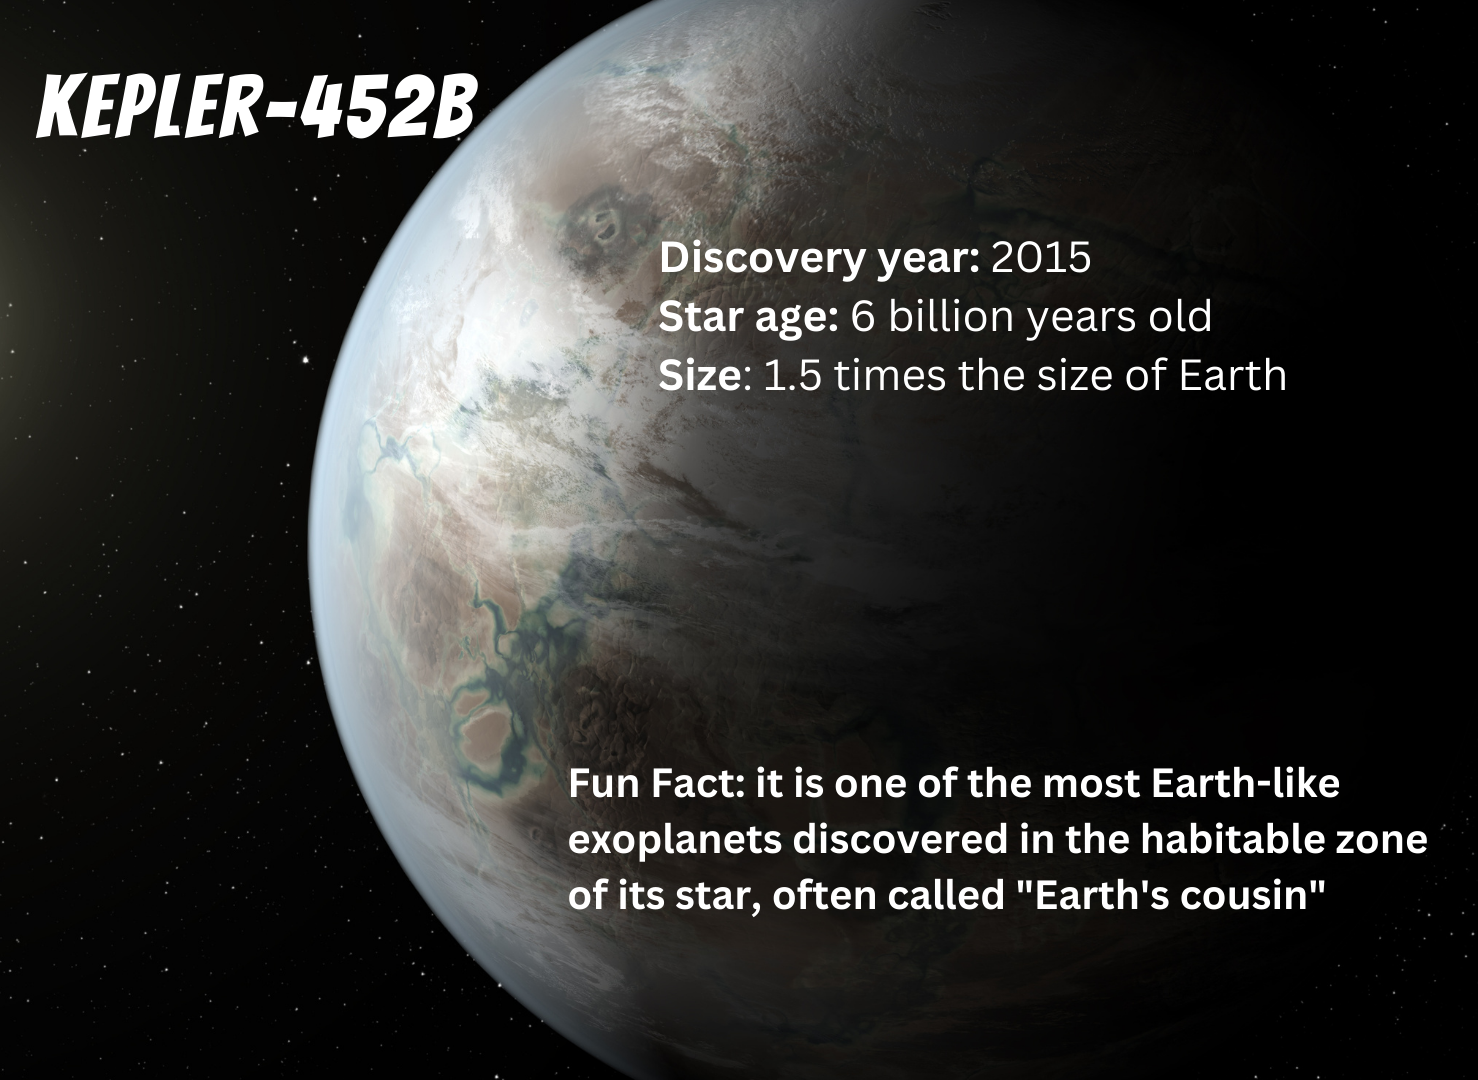 KEPLER-452B
Discovery year: 2015
Star age: 6 billion years old
Size: 1.5 times the size of Earth
Fun Fact: it is one of the most Earth-like
exoplanets discovered in the habitable zone
of its star, often called "Earth's cousin"